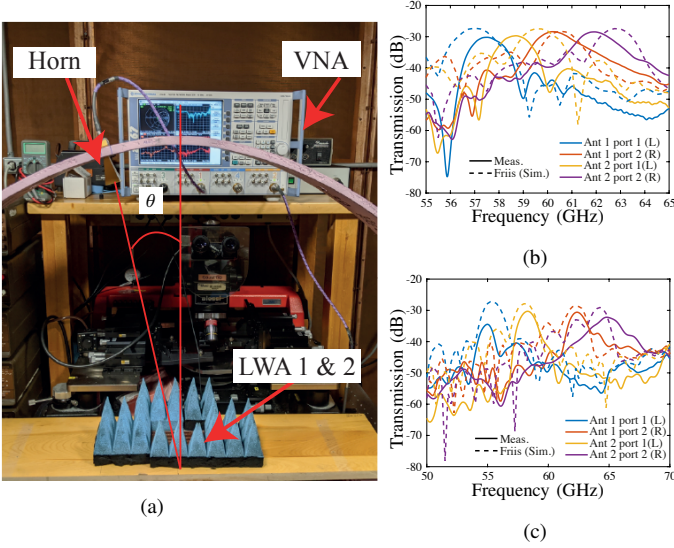 Horn
VNA
θ
LWA 1 & 2
(a)
-20
-30
-40
-50
-60
-70
-80
Transmission (dB)
Meas.
Friis (Sim.)
Ant 1 port 1 (L)
Ant 1 port 2 (R)
Ant 2 port 1(L)
Ant 2 port 2 (R)
55 56 57 58 59 60 61 62 63 64 65
Frequency (GHz)
(b)
-20
-30
-40
-50
-60
-70
-80
Transmission (dB)
Meas.
Friis (Sim.)
Ant 1 port 1 (L)
Ant 1 port 2 (R)
Ant 2 port 1(L)
Ant 2 port 2 (R)
50 55 60 65 70
Frequency (GHz)
(c)